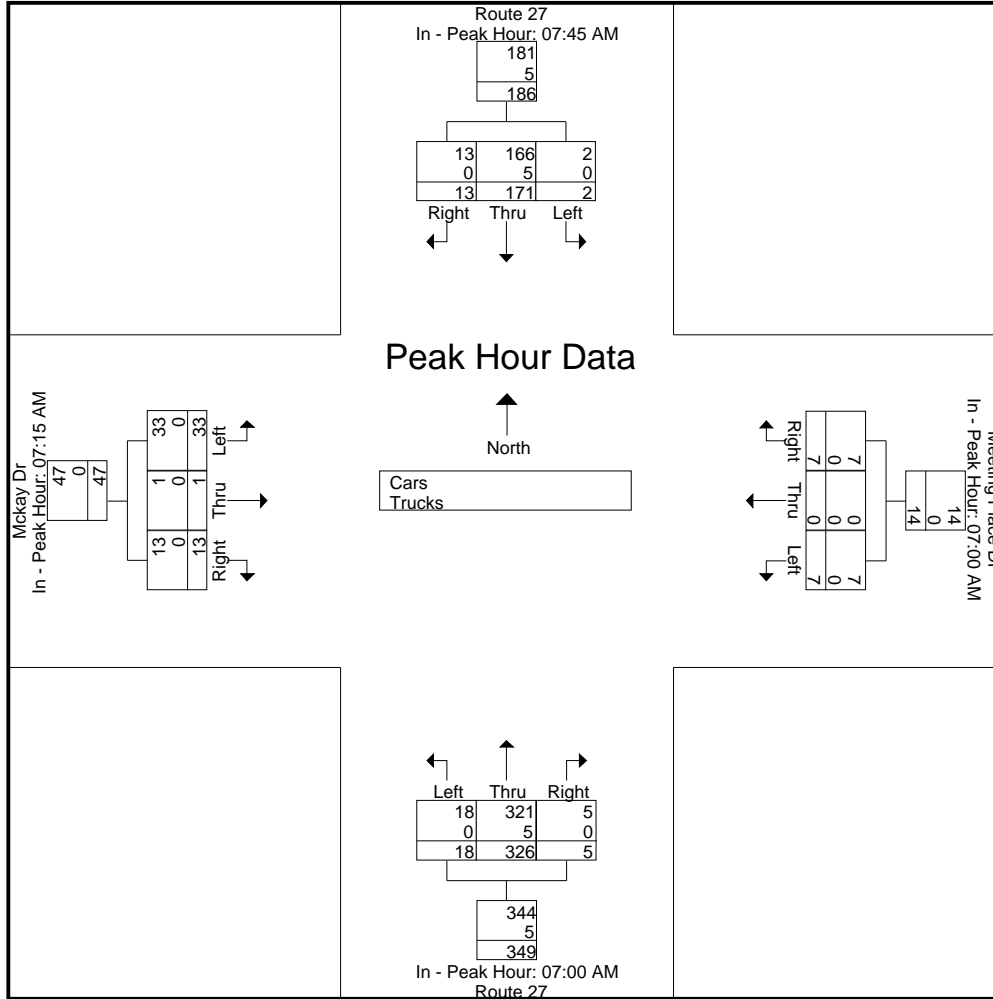 Route 27
In - Peak Hour: 07:45 AM
181
5
186
13 166 2
0 5 0
13 171 2
Right Thru Left
Peak Hour Data
North
Cars
Trucks
Mckay Dr
In - Peak Hour: 07:15 AM
47
0
47
33 0 33
1 0 1
13 0 13
Left
Thru
Right
Meeting Place Dr
In - Peak Hour: 07:00 AM
14
0
14
7 0 7
0 0 0
7 0 7
Right
Thru
Left
Left Thru Right
18 321 5
0 5 0
18 326 5
344
5
349
In - Peak Hour: 07:00 AM
Route 27